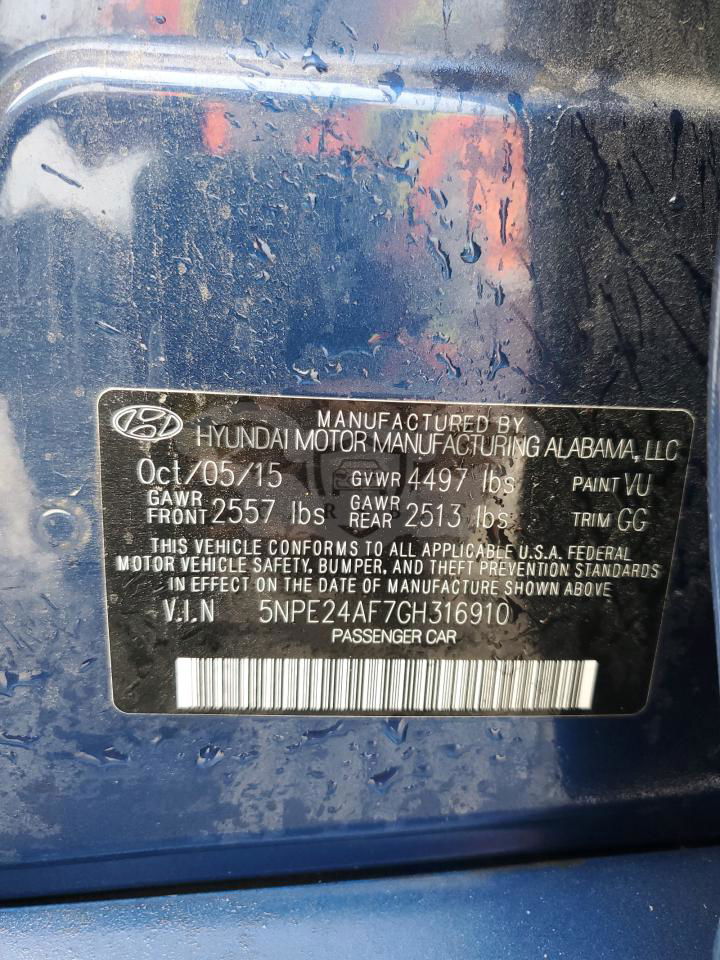 MANUFACTURED BY
HYUNDAI MOTOR MANUFACTURING ALABAMA, LLC
Oct/05/15 GVWR 4497 lbs PAINT VU
GAWR FRONT 2557 lbs GAWR REAR 2513 lbs TRIM GG
THIS VEHICLE CONFORMS TO ALL APPLICABLE U.S.A. FEDERAL
MOTOR VEHICLE SAFETY, BUMPER, AND THEFT PREVENTION STANDARDS
IN EFFECT ON THE DATE OF MANUFACTURE SHOWN ABOVE
V.I.N 5NPE24AF7GH316910
PASSENGER CAR